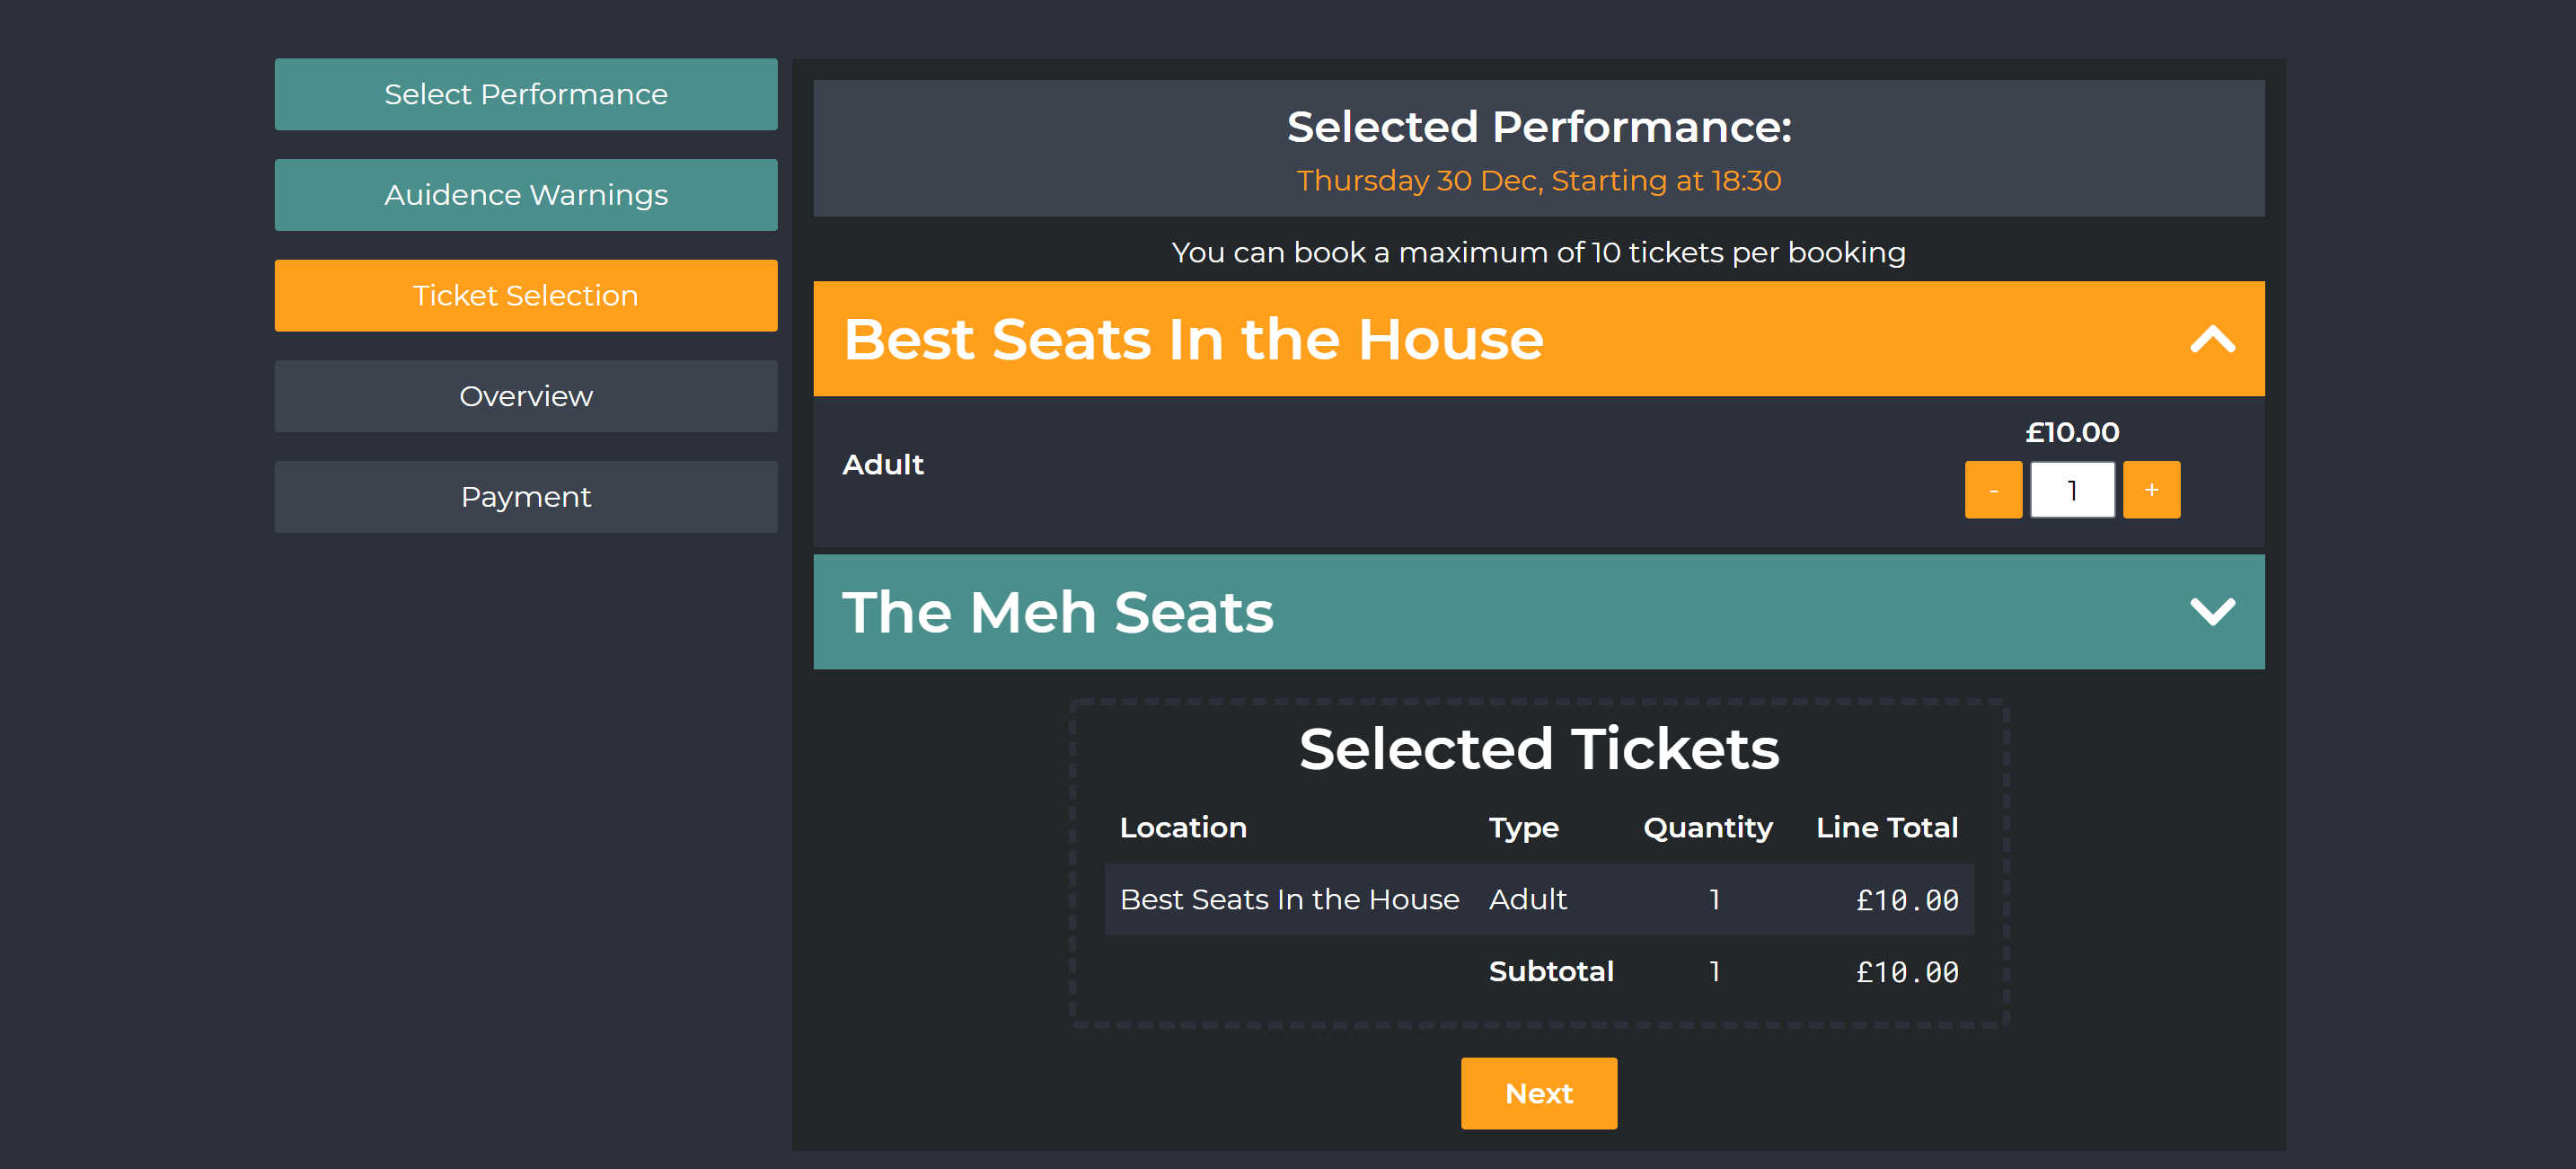 Select Performance
Auidence Warnings
Ticket Selection
Overview
Payment
Selected Performance:
Thursday 30 Dec, Starting at 18:30
You can book a maximum of 10 tickets per booking
Best Seats In the House
Adult
£10.00
- 1 +
The Meh Seats
Selected Tickets
Location Type Quantity Line Total
Best Seats In the House Adult 1 £10.00
Subtotal 1 £10.00
Next